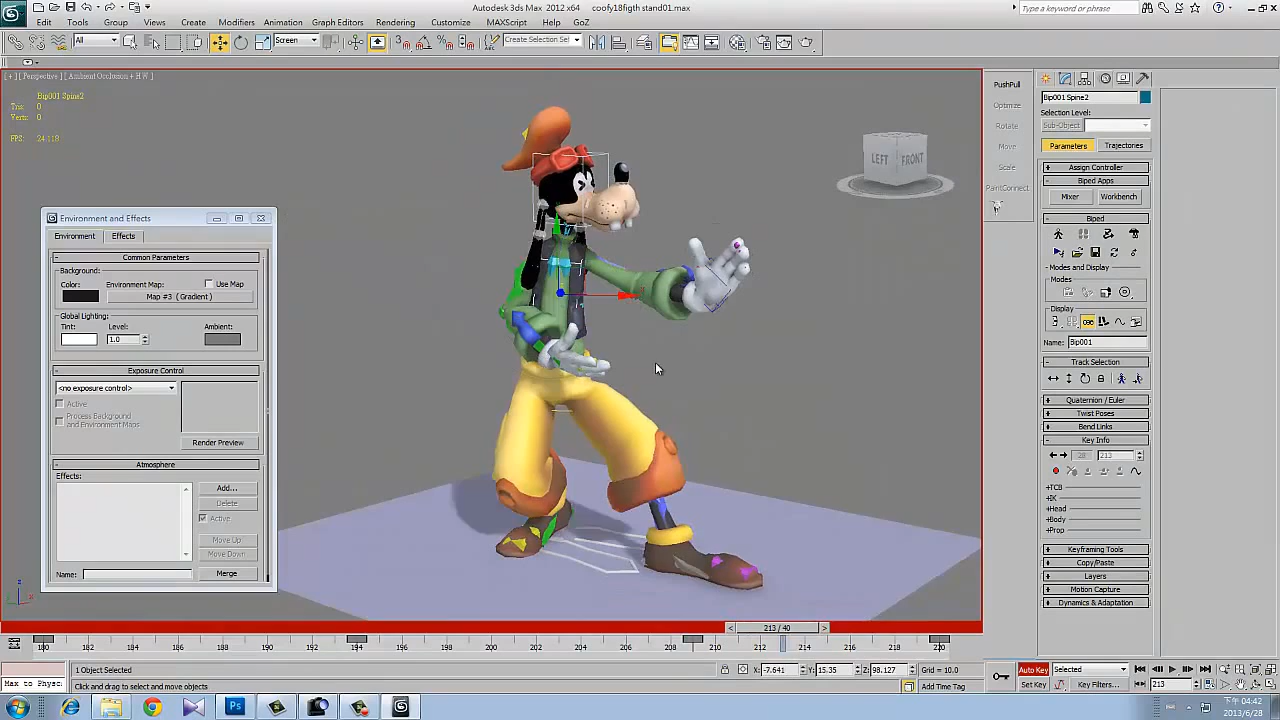 Autodesk 3ds Max 2012 x64 coofy18figth stand01.max
Type a keyword or phrase
Edit Tools Group Views Create Modifiers Animation Graph Editors Rendering Customize MAXScript Help GoZ
All Screen Create Selection Se
[ + ] [ Perspective ] [ Ambient Occlusion + HW ]
Bip001 Spine2
Tris: 0
Verts: 0
FPS: 24.118
LEFT FRONT
PushPull
Optimize
Rotate
Move
Scale
PaintConnect
Environment and Effects
Environment Effects
Common Parameters
Background:
Color: Environment Map: Use Map
Map #3 ( Gradient )
Global Lighting:
Tint: Level: Ambient:
1.0
Exposure Control
<no exposure control>
Active
Process Background
and Environment Maps
Render Preview
Atmosphere
Effects:
Add...
Delete
Active
Move Up
Move Down
Name: Merge
Bip001 Spine2
Selection Level:
Sub-Object
Parameters Trajectories
+ Assign Controller
- Biped Apps
Mixer Workbench
- Biped
- Modes and Display
Modes
Display
Name: Bip001
- Track Selection
+ Quaternion / Euler
+ Twist Poses
+ Bend Links
- Key Info
28 213
+TCB
+IK
+Head
+Body
+Prop
+ Keyframing Tools
+ Copy/Paste
+ Layers
+ Motion Capture
+ Dynamics & Adaptation
< 213 / 40 >
180 182 184 186 188 190 192 194 196 198 200 202 204 206 208 210 212 214 216 218 220
1 Object Selected X: -7.641 Y: 15.35 Z: 98.127 Grid = 10.0 Auto Key Selected
Max to Physc Click and drag to select and move objects Add Time Tag Set Key Key Filters... 213
下午 04:42
2013/6/28